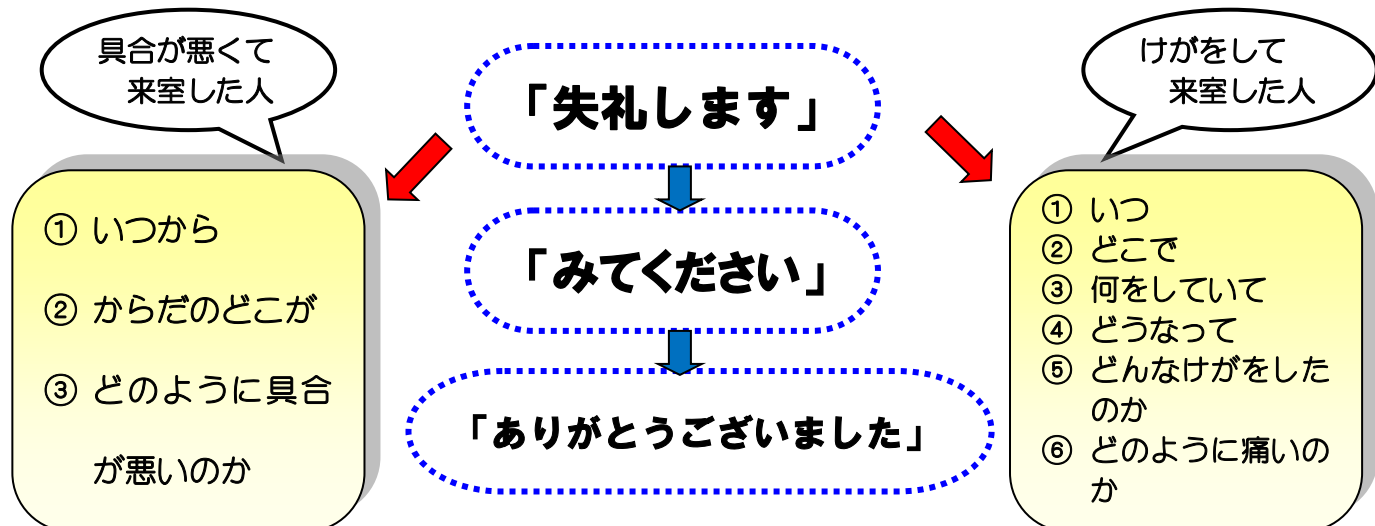 具合が悪くて
来室した人
① いつから
② からだのどこが
③ どのように具合
が悪いのか
「失礼します」
「みてください」
「ありがとうございました」
けがをして
来室した人
① いつ
② どこで
③ 何をしていて
④ どうなって
⑤ どんなけがをした
のか
⑥ どのように痛いの
か